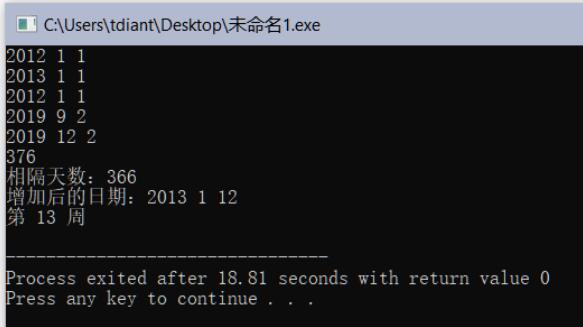 C:\Users\tdiant\Desktop\未命名1.exe
2012 1 1
2013 1 1
2012 1 1
2019 9 2
2019 12 2
376
相隔天数：366
增加后的日期：2013 1 12
第 13 周
--------------------------------
Process exited after 18.81 seconds with return value 0
Press any key to continue . . .